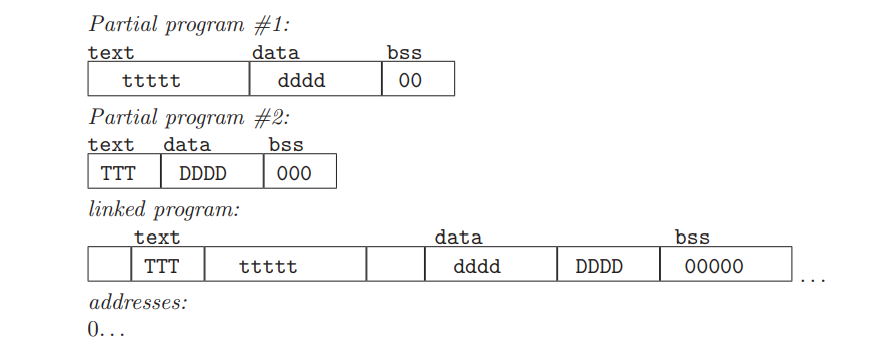 Partial program #1:
text data bss
ttttt dddd 00
Partial program #2:
text data bss
TTT DDDD 000
linked program:
text data bss
TTT ttttt dddd DDDD 00000 ...
addresses:
0...